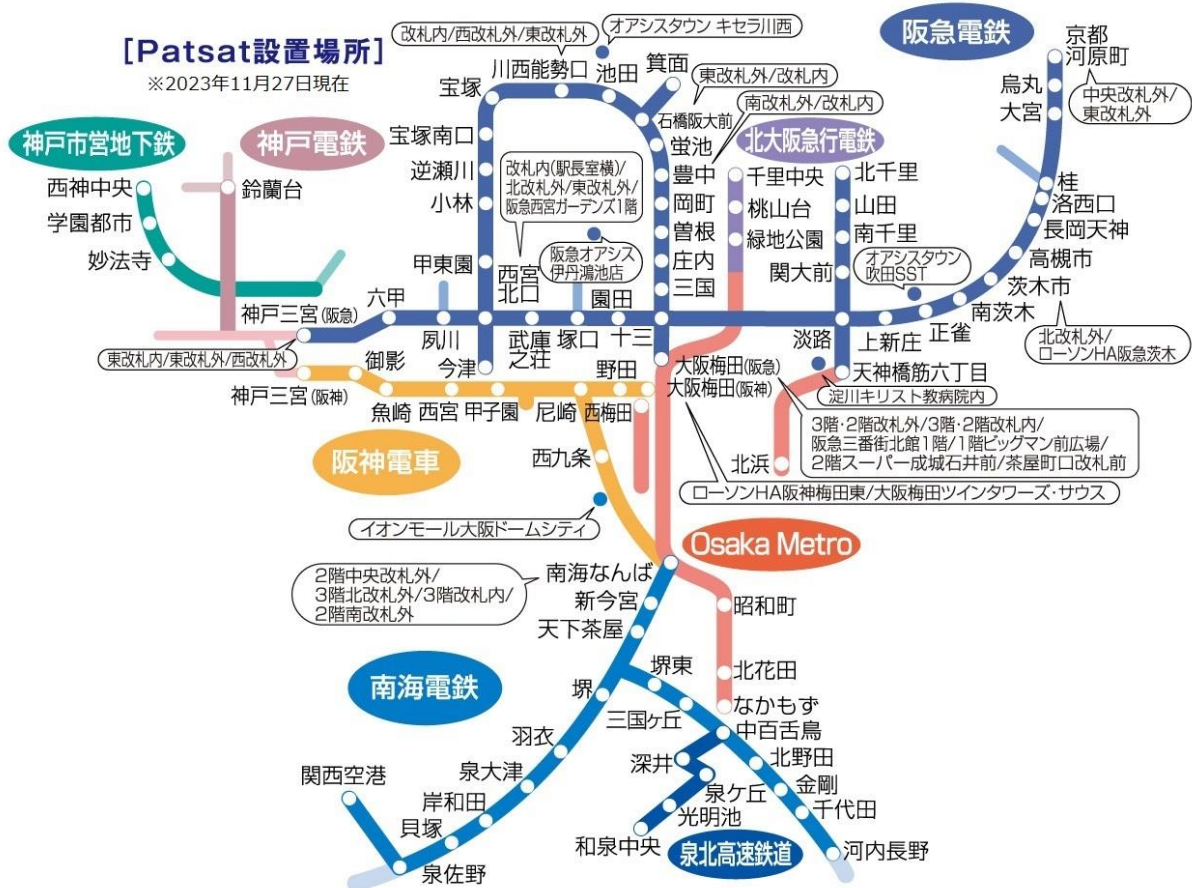 [Patsat設置場所]
※2023年11月27日現在
改札内/西改札外/東改札外
オアシスタウン キセラ川西
阪急電鉄
京都
河原町
烏丸
大宮
中央改札外/
東改札外
川西能勢口
池田
箕面
東改札外/改札内
宝塚
石橋阪大前
南改札外/改札内
神戸市営地下鉄
神戸電鉄
宝塚南口
蛍池
北大阪急行電鉄
西神中央
鈴蘭台
逆瀬川
改札内(駅長室横)/
北改札外/東改札外/
阪急西宮ガーデンズ1階
豊中
千里中央
北千里
桂
学園都市
小林
岡町
桃山台
山田
洛西口
妙法寺
曽根
緑地公園
南千里
長岡天神
甲東園
西宮
北口
阪急オアシス
伊丹鴻池店
庄内
関大前
オアシスタウン
吹田SST
高槻市
三国
茨木市
神戸三宮(阪急)
六甲
園田
南茨木
夙川
武庫
之荘
塚口
十三
淡路
上新庄
正雀
北改札外/
ローソンHA阪急茨木
東改札内/東改札外/西改札外
御影
今津
野田
大阪梅田(阪急)
大阪梅田(阪神)
天神橋筋六丁目
神戸三宮(阪神)
魚崎
西宮
甲子園
尼崎
西梅田
淀川キリスト教病院内
3階・2階改札外/3階・2階改札内/
阪急三番街北館1階/1階ビッグマン前広場/
2階スーパー成城石井前/茶屋町口改札前
阪神電車
西九条
北浜
ローソンHA阪神梅田東/大阪梅田ツインタワーズ・サウス
イオンモール大阪ドームシティ
Osaka Metro
2階中央改札外/
3階北改札外/3階改札内/
2階南改札外
南海なんば
新今宮
昭和町
天下茶屋
南海電鉄
堺東
北花田
堺
三国ヶ丘
なかもず
中百舌鳥
羽衣
深井
北野田
関西空港
泉大津
泉ケ丘
金剛
岸和田
光明池
千代田
貝塚
和泉中央
泉北高速鉄道
河内長野
泉佐野